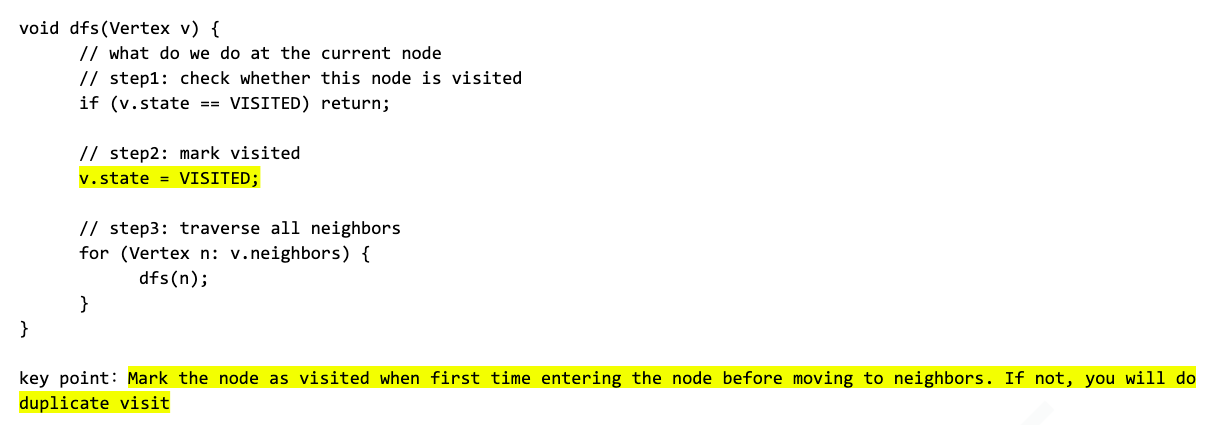 void dfs(Vertex v) {
// what do we do at the current node
// step1: check whether this node is visited
if (v.state == VISITED) return;
// step2: mark visited
v.state = VISITED;
// step3: traverse all neighbors
for (Vertex n: v.neighbors) {
dfs(n);
}
}
key point: Mark the node as visited when first time entering the node before moving to neighbors. If not, you will do
duplicate visit